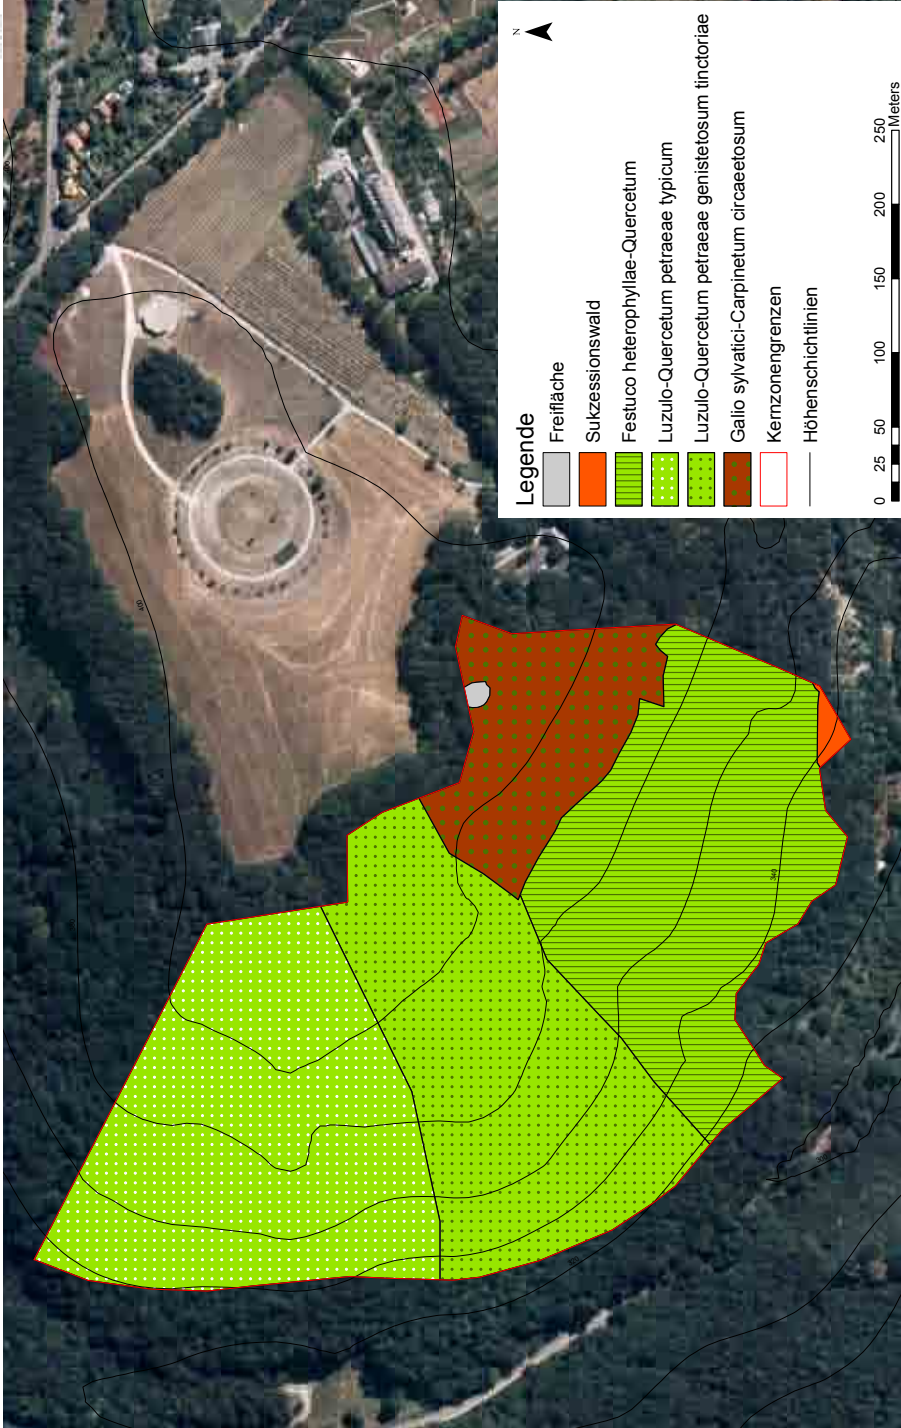 N
Legende
Freifläche
Sukzessionswald
Festuco heterophyllae-Quercetum
Luzulo-Quercetum petraeae typicum
Luzulo-Quercetum petraeae genistetosum tinctoriae
Galio sylvatici-Carpinetum circaeetosum
Kernzonengrenzen
Höhenschichtlinien
0 25 50 100 150 200 250
Meters
340